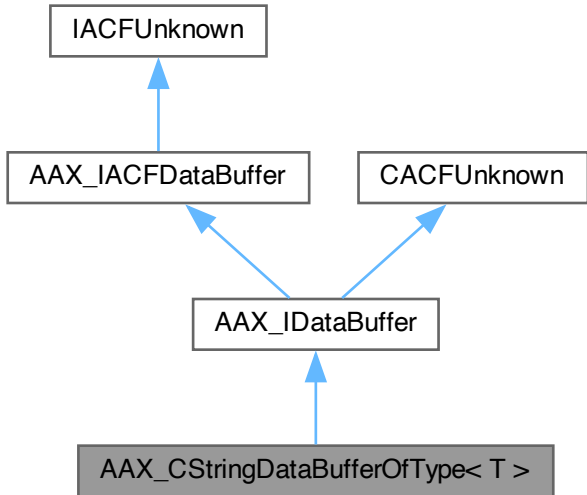 IACFUnknown
AAX_IACFDataBuffer
CACFUnknown
AAX_IDataBuffer
AAX_CStringDataBufferOfType< T >